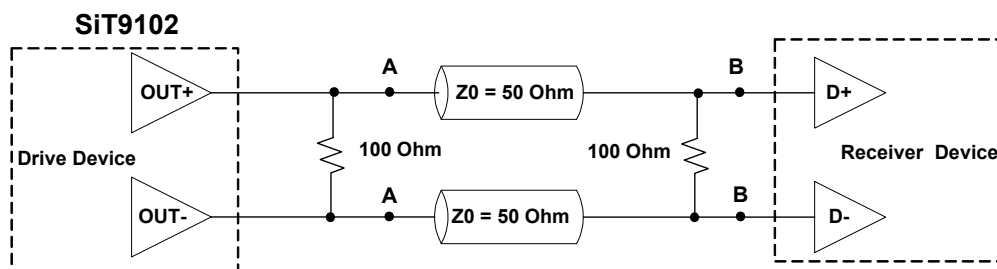 SiT9102
OUT+
A
Z0 = 50 Ohm
B
D+
Drive Device
100 Ohm
100 Ohm
Receiver Device
OUT-
A
Z0 = 50 Ohm
B
D-